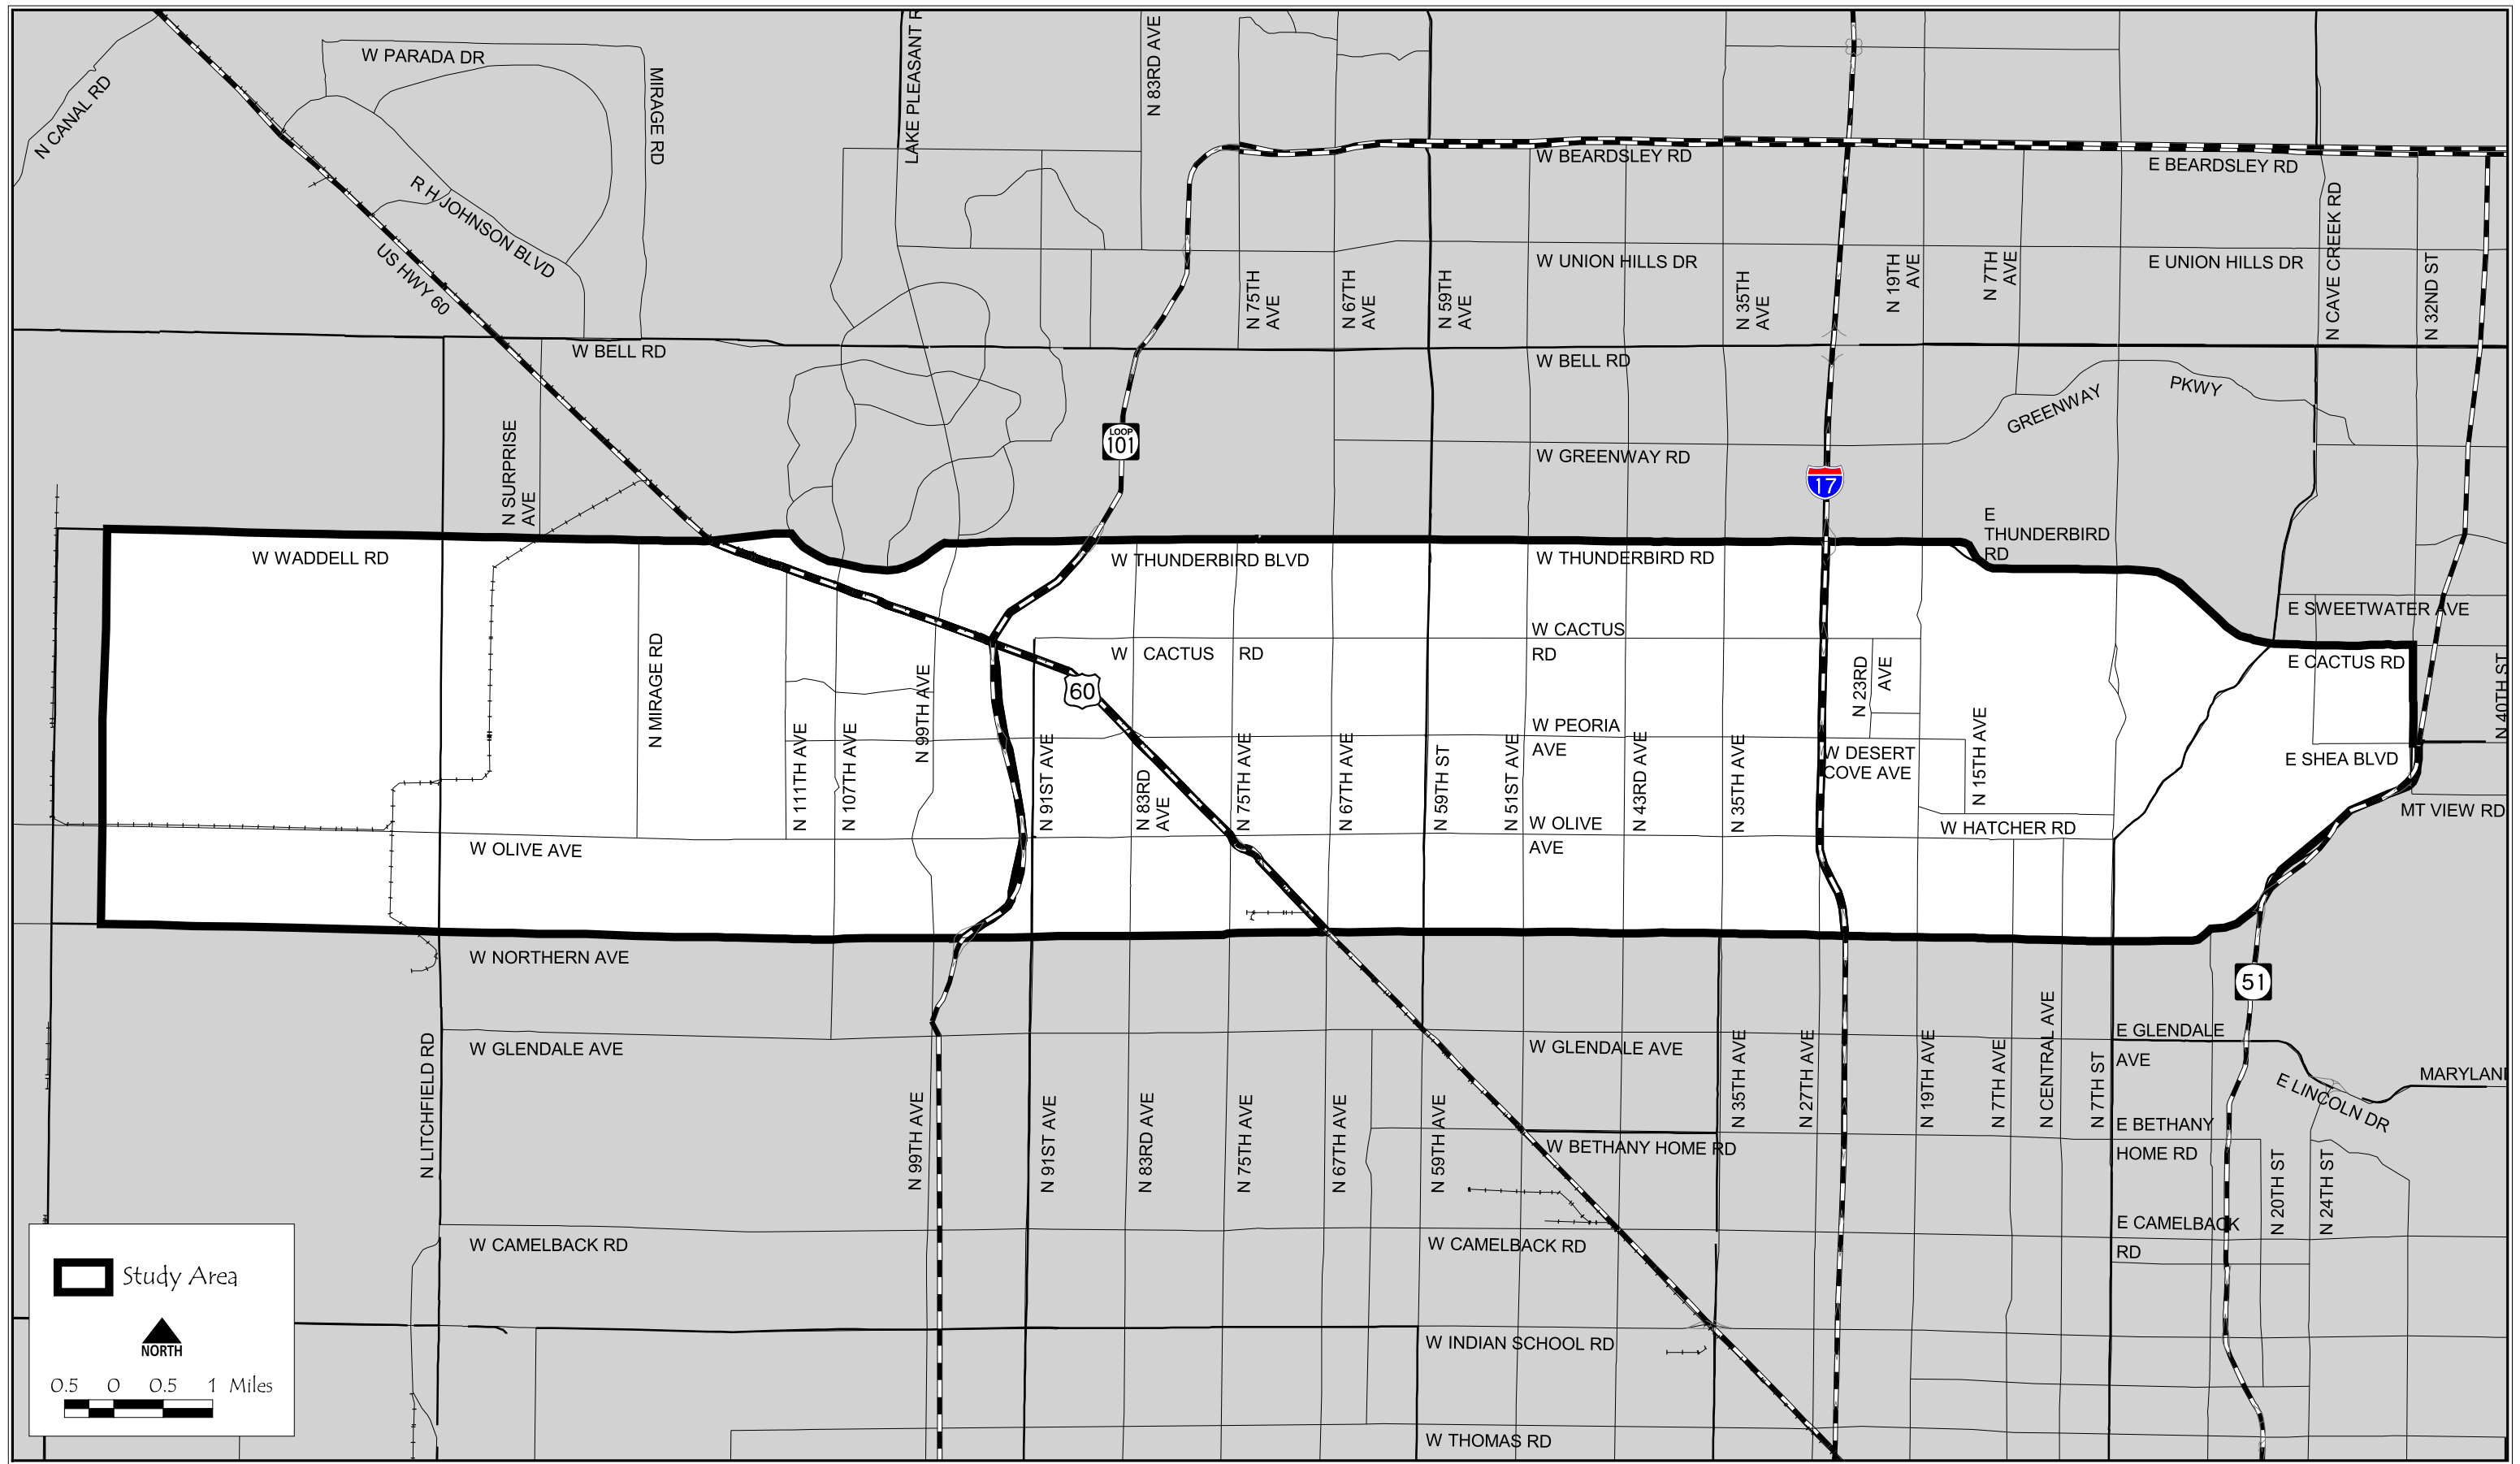 W PARADA DR
N CANAL RD
MIRAGE RD
LAKE PLEASANT R
N 83RD AVE
R H JOHNSON BLVD
US HWY 60
W BEARDSLEY RD
E BEARDSLEY RD
W UNION HILLS DR
E UNION HILLS DR
N 75TH
AVE
N 67TH
AVE
N 59TH
AVE
N 35TH
AVE
N 19TH
AVE
N 7TH
AVE
N CAVE CREEK RD
N 32ND ST
W BELL RD
W BELL RD
GREENWAY
PKWY
N SURPRISE
AVE
LOOP
101
W GREENWAY RD
17
E
THUNDERBIRD
RD
W WADDELL RD
W THUNDERBIRD BLVD
W THUNDERBIRD RD
E SWEETWATER AVE
W CACTUS
RD
W CACTUS RD
E CACTUS RD
N MIRAGE RD
N 99TH AVE
60
N 23RD
AVE
N 40TH ST
W PEORIA
AVE
W DESERT
COVE AVE
E SHEA BLVD
N 111TH AVE
N 107TH AVE
N 91ST AVE
N 83RD
AVE
N 75TH AVE
N 67TH AVE
N 59TH ST
N 51ST AVE
N 43RD AVE
N 35TH AVE
N 15TH AVE
MT VIEW RD
W OLIVE AVE
W OLIVE
AVE
W HATCHER RD
W NORTHERN AVE
51
N LITCHFIELD RD
W GLENDALE AVE
W GLENDALE AVE
E GLENDALE
AVE
N 35TH AVE
N 27TH AVE
N 19TH AVE
N 7TH AVE
N CENTRAL AVE
N 7TH ST
E LINCOLN DR
MARYLAN
N 99TH AVE
N 91ST AVE
N 83RD AVE
N 75TH AVE
N 67TH AVE
N 59TH AVE
W BETHANY HOME RD
E BETHANY
HOME RD
N 20TH ST
N 24TH ST
W CAMELBACK RD
W CAMELBACK RD
E CAMELBACK
RD
W INDIAN SCHOOL RD
W THOMAS RD
Study Area
NORTH
0.5 0 0.5 1 Miles